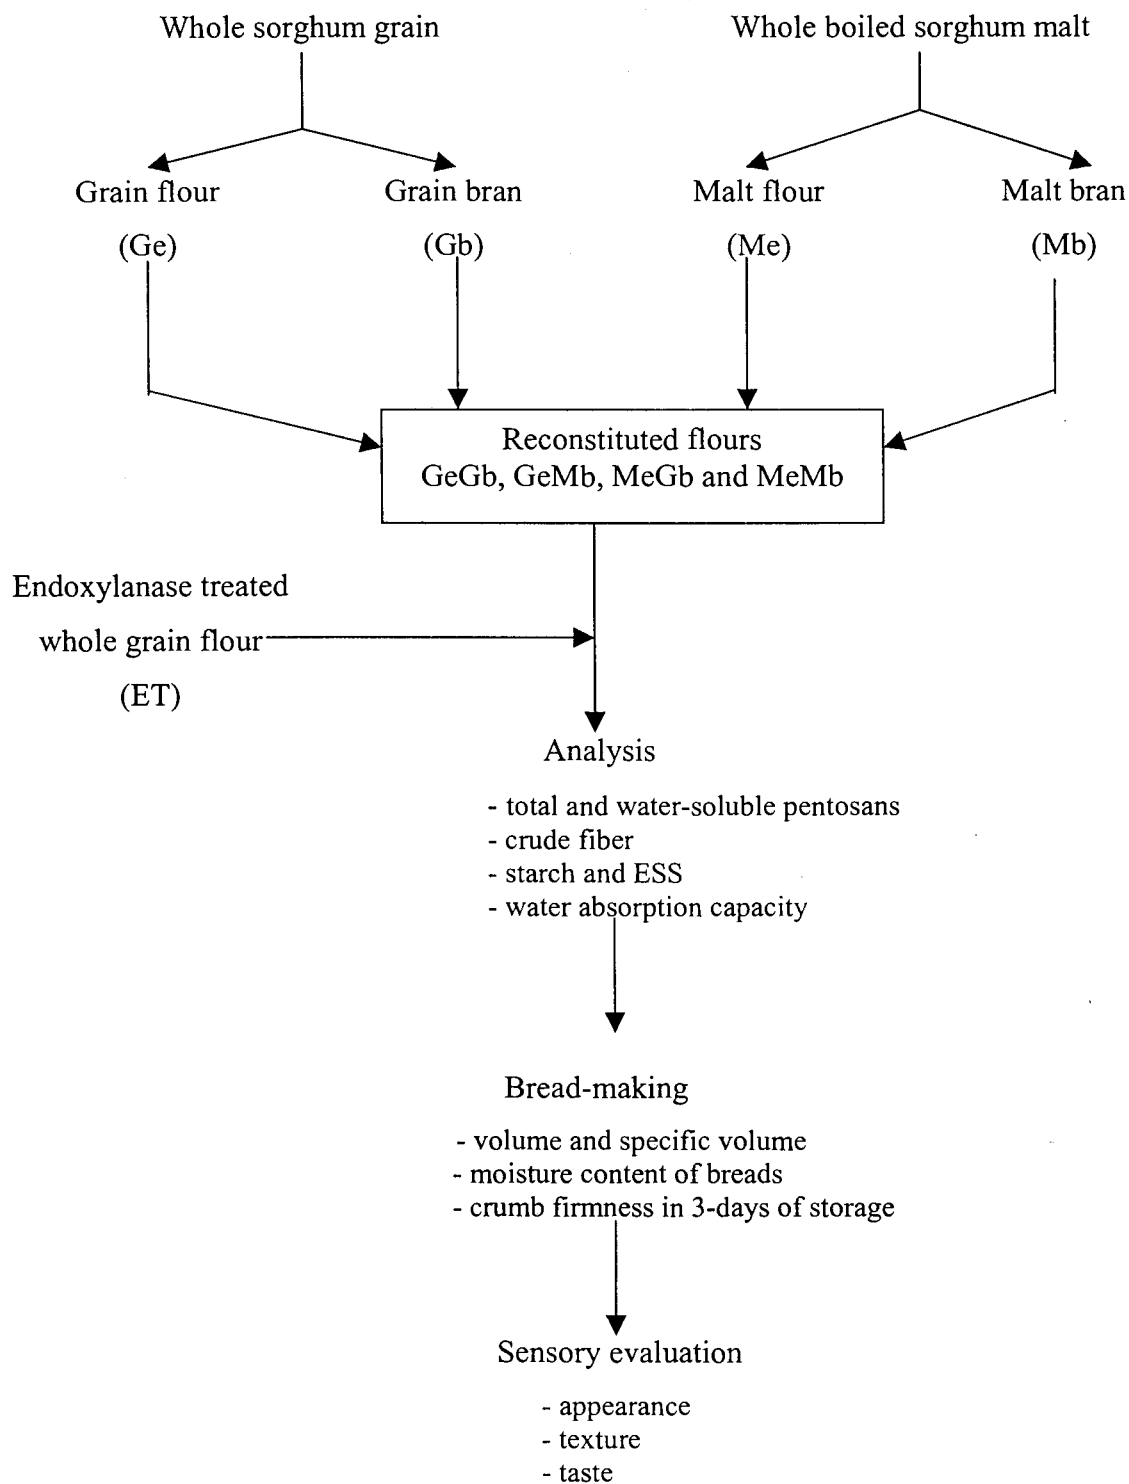 Whole sorghum grain
Whole boiled sorghum malt
Grain flour
Grain bran
Malt flour
Malt bran
(Ge)
(Gb)
(Me)
(Mb)
Reconstituted flours
GeGb, GeMb, MeGb and MeMb
Endoxylanase treated
whole grain flour
(ET)
Analysis
- total and water-soluble pentosans
- crude fiber
- starch and ESS
- water absorption capacity
Bread-making
- volume and specific volume
- moisture content of breads
- crumb firmness in 3-days of storage
Sensory evaluation
- appearance
- texture
- taste